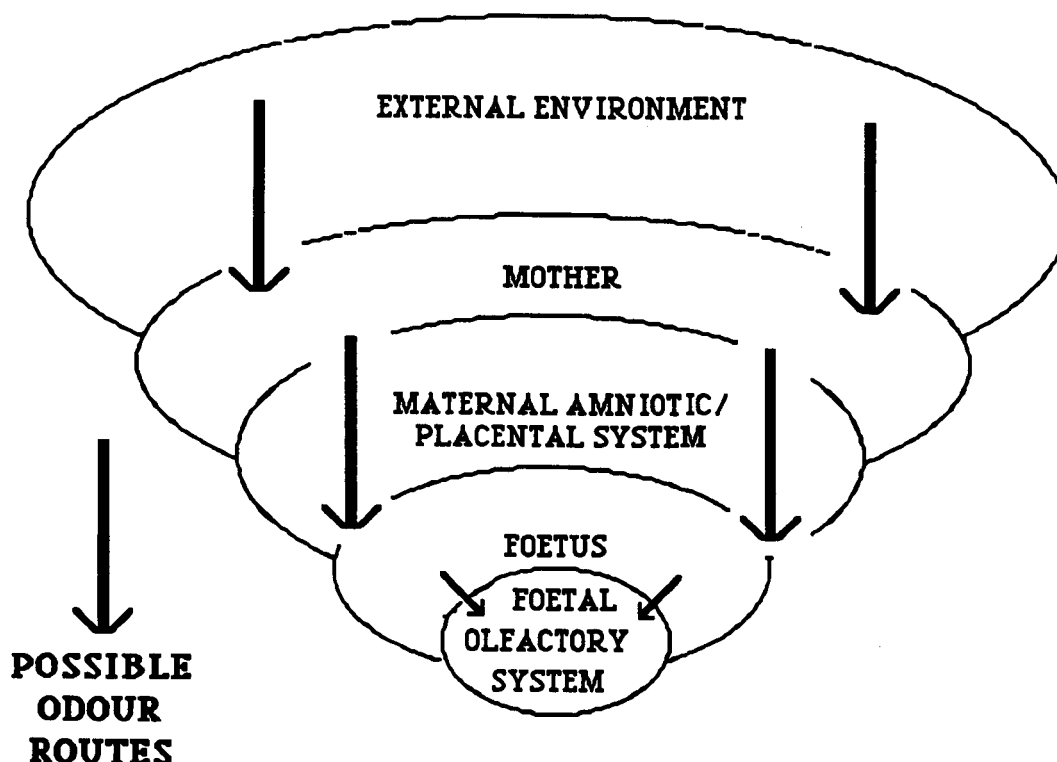 EXTERNAL ENVIRONMENT
MOTHER
MATERNAL AMNIOTIC/
PLACENTAL SYSTEM
FOETUS
FOETAL
OLFACTORY
SYSTEM
POSSIBLE
ODOUR
ROUTES